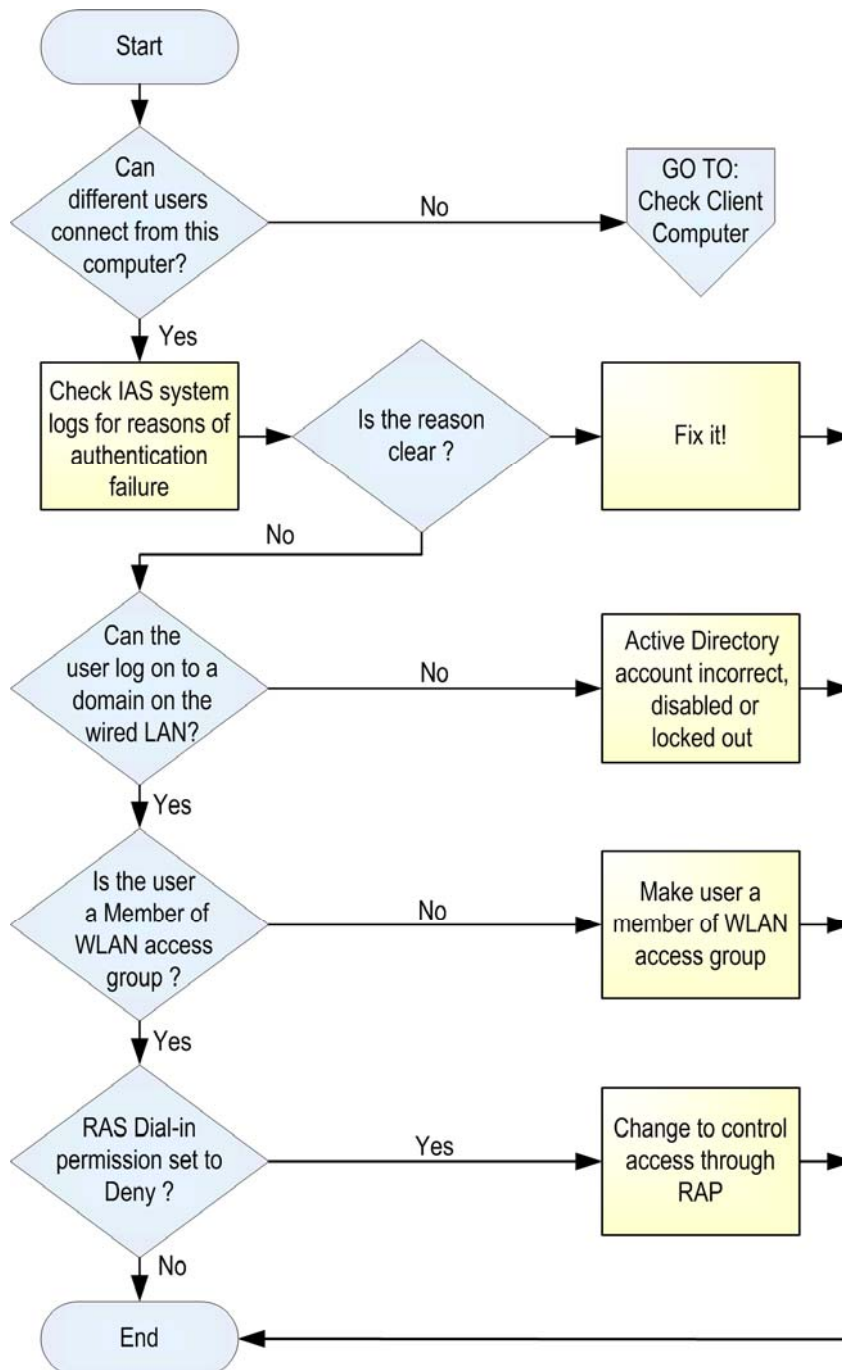 Start
Can
different users
connect from this
computer?
No
GO TO:
Check Client
Computer
Yes
Check IAS system
logs for reasons of
authentication
failure
Is the reason
clear ?
Fix it!
No
Can the
user log on to a
domain on the
wired LAN?
No
Active Directory
account incorrect,
disabled or
locked out
Yes
Is the user
a Member of
WLAN access
group ?
No
Make user a
member of WLAN
access group
Yes
RAS Dial-in
permission set to
Deny ?
Yes
Change to control
access through
RAP
No
End